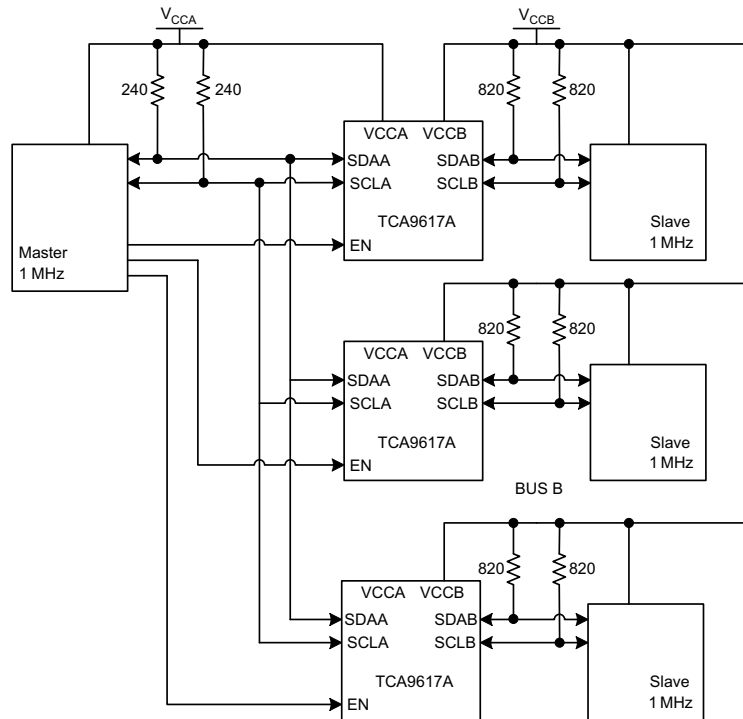 VCCA
VCCB
240
240
820
820
VCCA VCCB
SDAA
SDAB
SCLA
SCLB
TCA9617A
Slave
1 MHz
EN
Master
1 MHz
820
820
VCCA VCCB
SDAA
SDAB
SCLA
SCLB
TCA9617A
Slave
1 MHz
EN
BUS B
820
820
VCCA VCCB
SDAA
SDAB
SCLA
SCLB
TCA9617A
Slave
1 MHz
EN